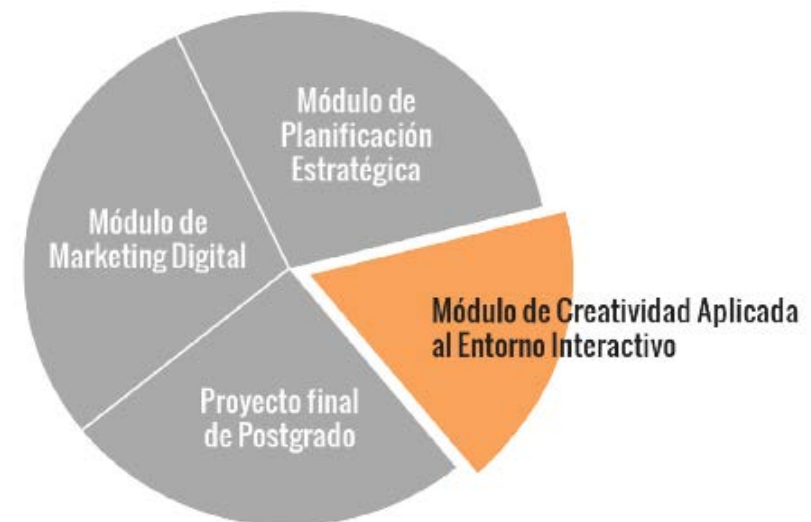 Módulo de
Planificación
Estratégica
Módulo de
Marketing Digital
Módulo de Creatividad Aplicada
al Entorno Interactivo
Proyecto final
de Postgrado